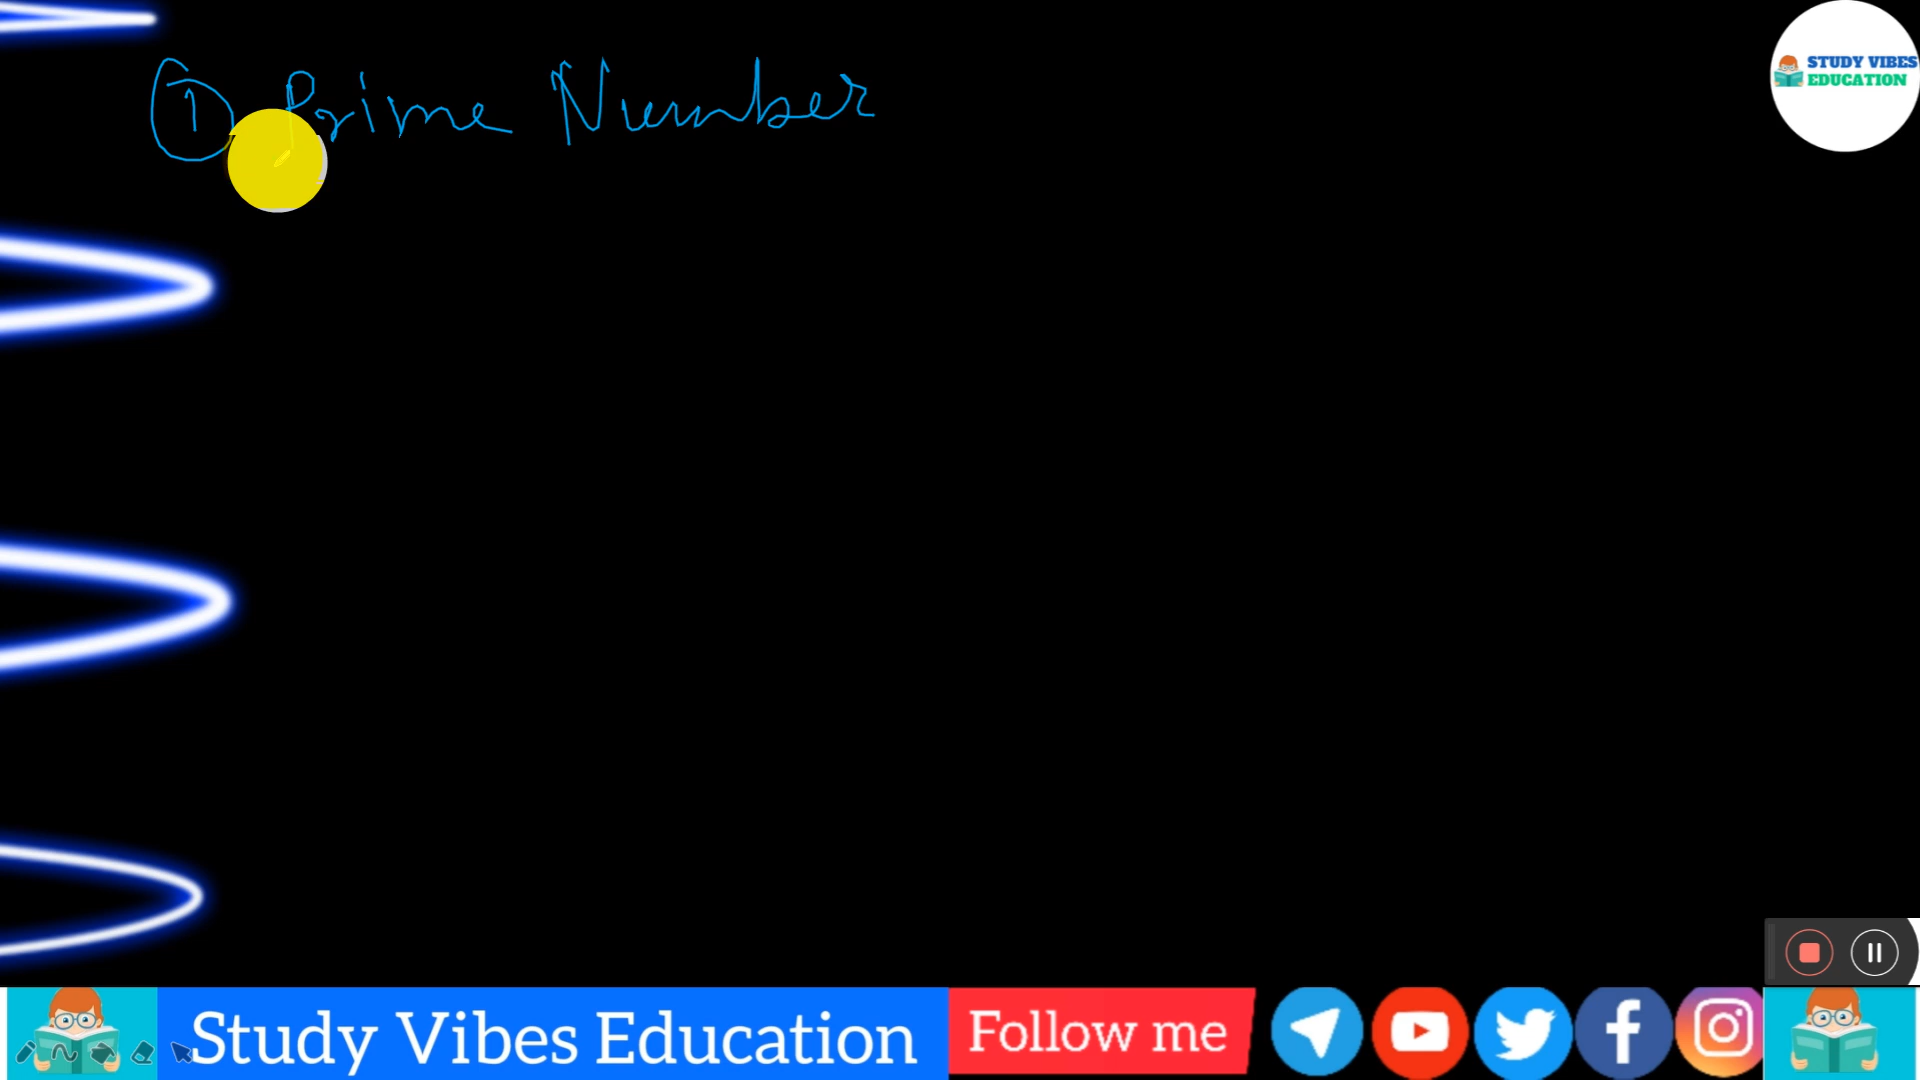 ① Prime Number
STUDY VIBES
EDUCATION
Study Vibes Education
Follow me